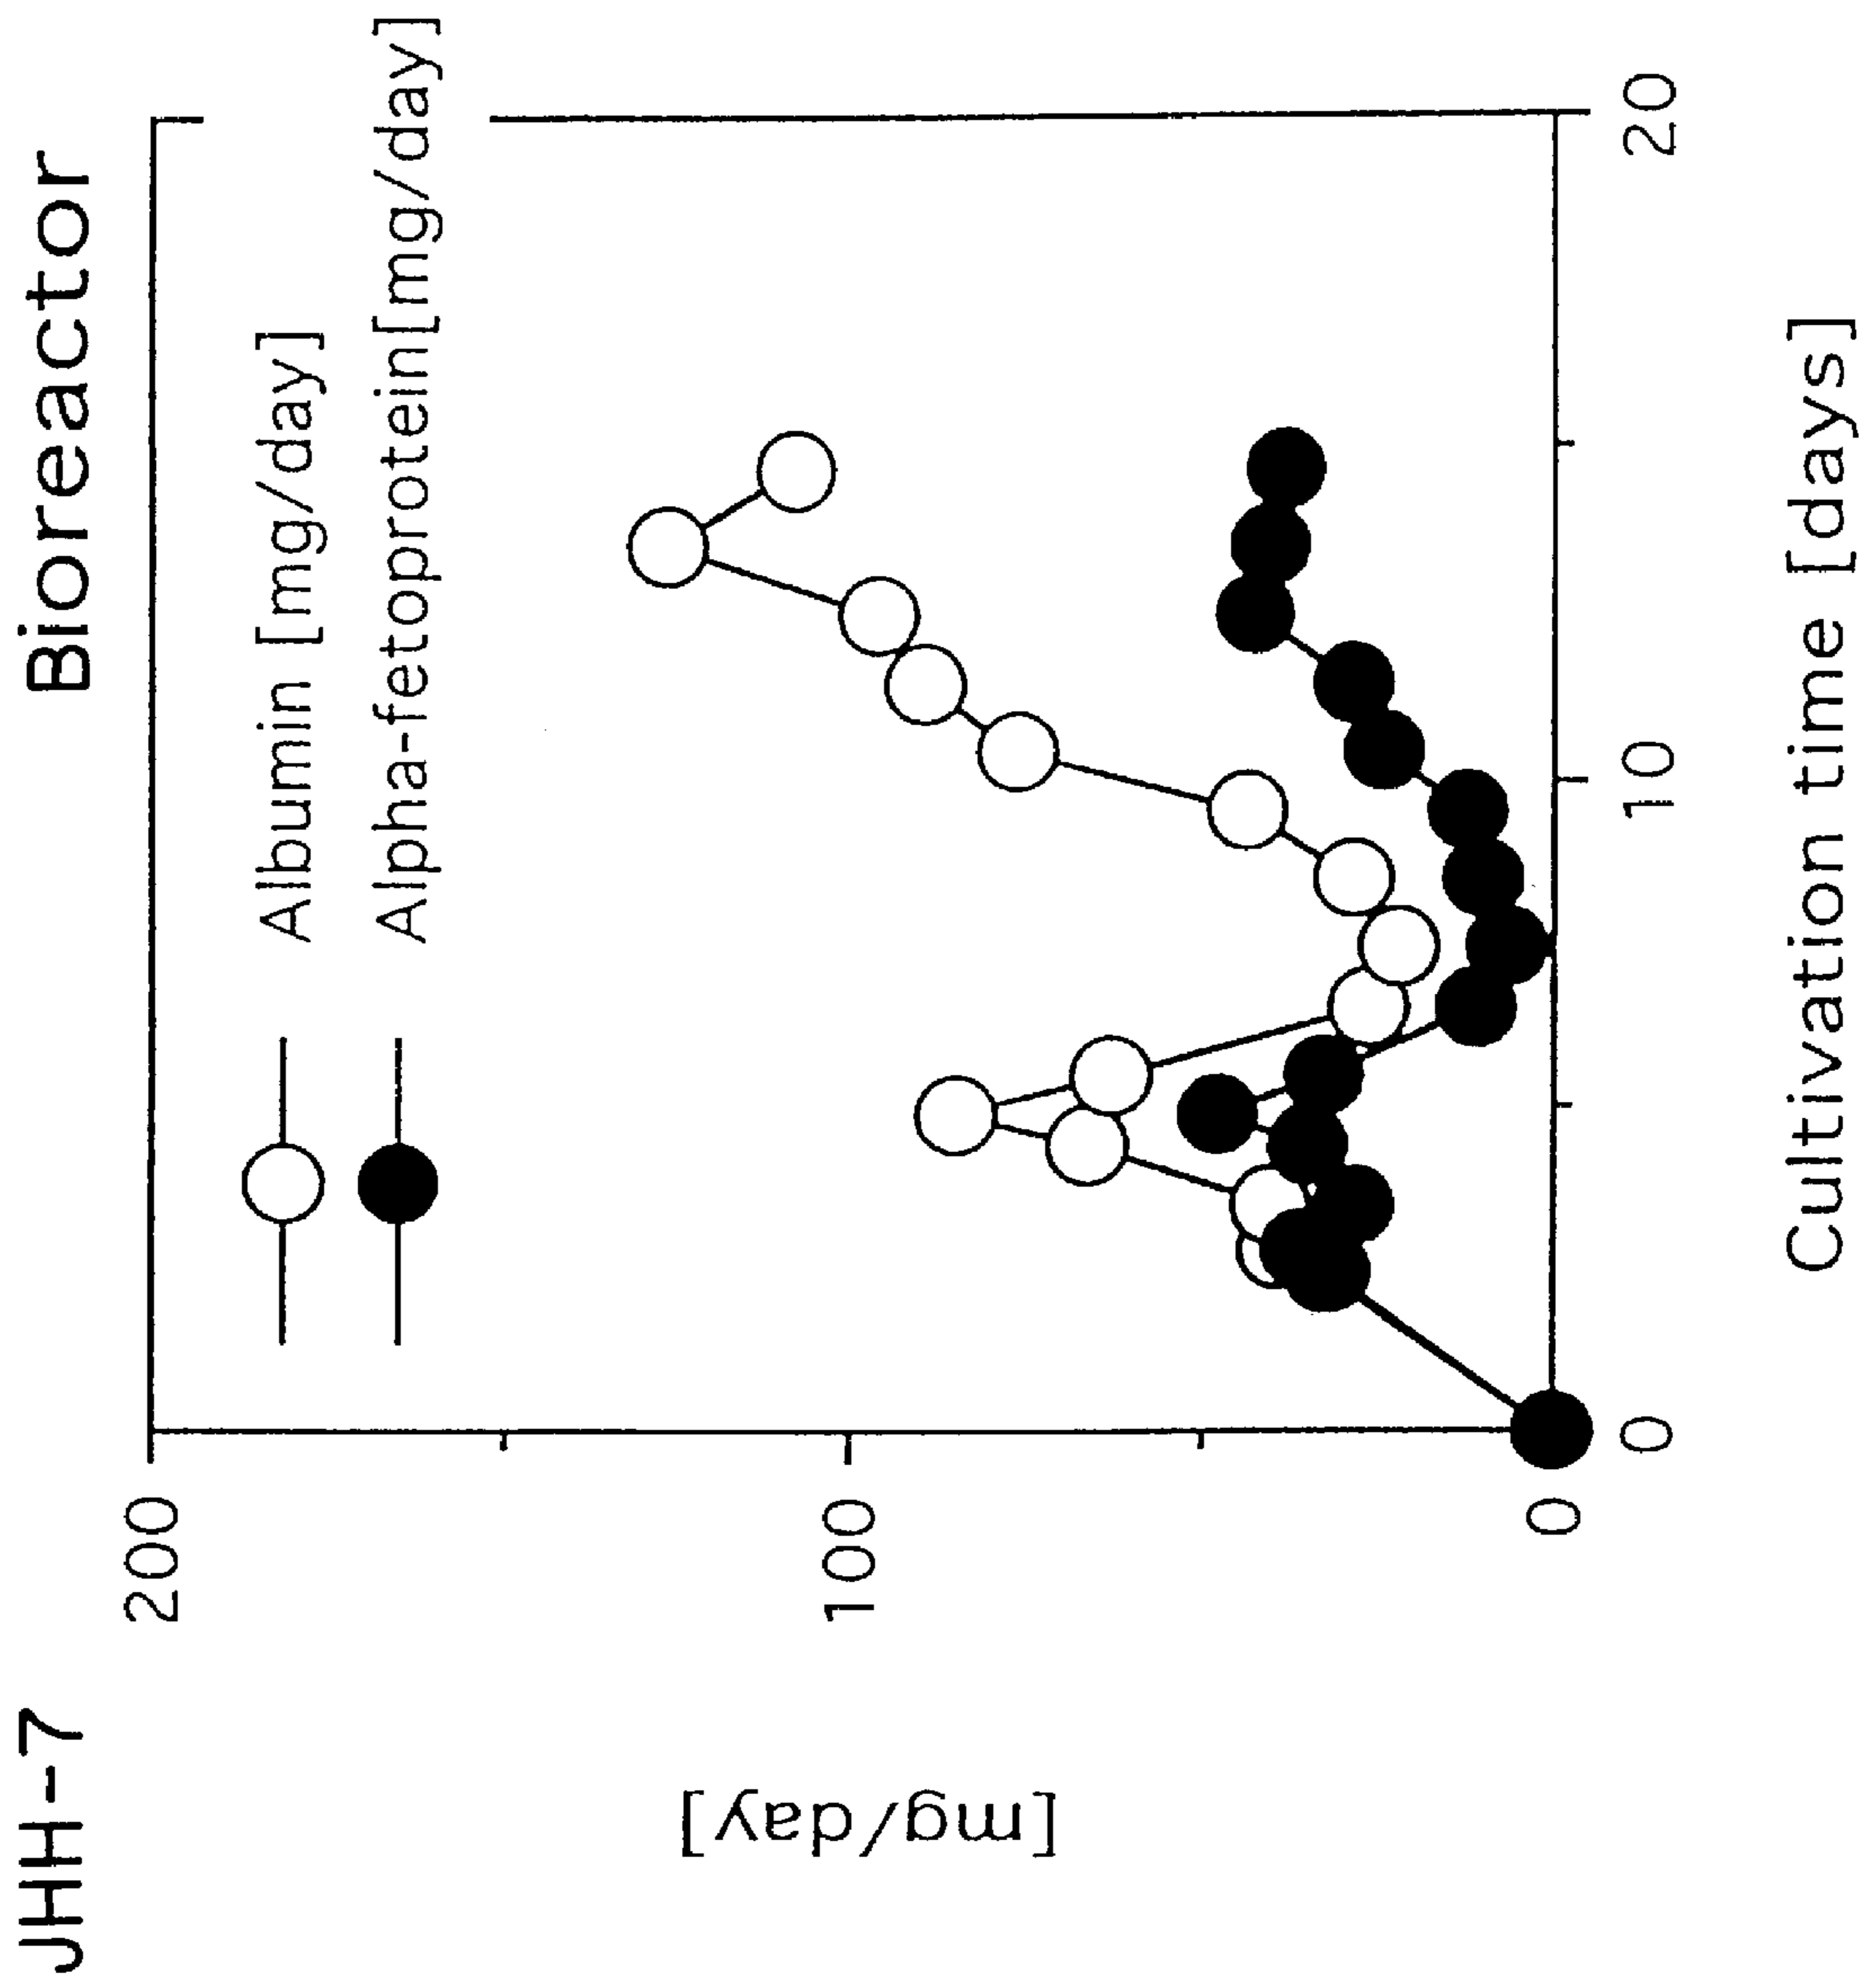 JHH-7
Bioreactor
Albumin [mg/day]
Alpha-fetoprotein[mg/day]
[mg/day]
200
100
0
0
10
20
Cultivation time [days]